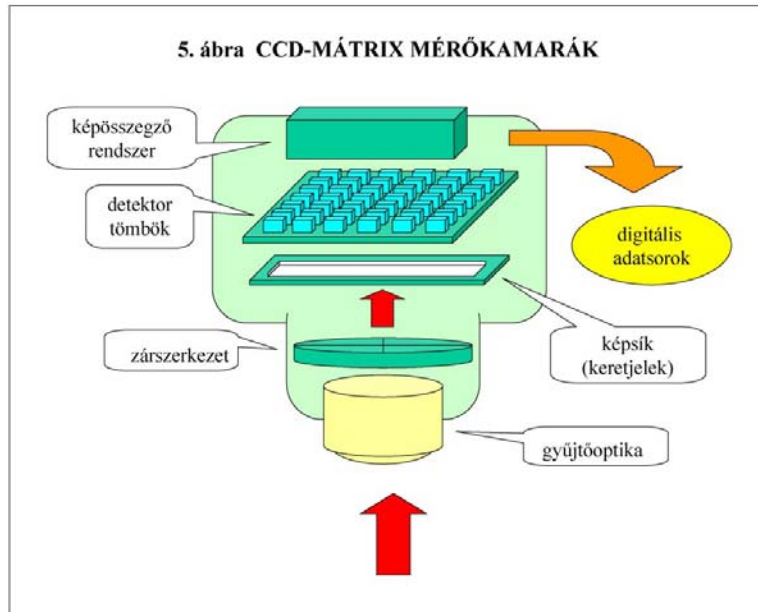 5. ábra CCD-MÁTRIX MÉRŐKAMARÁK
képösszegző
rendszer
detektor
tömbök
digitális
adatsorok
zárszerkezet
képsík
(keretjelek)
gyűjtőoptika